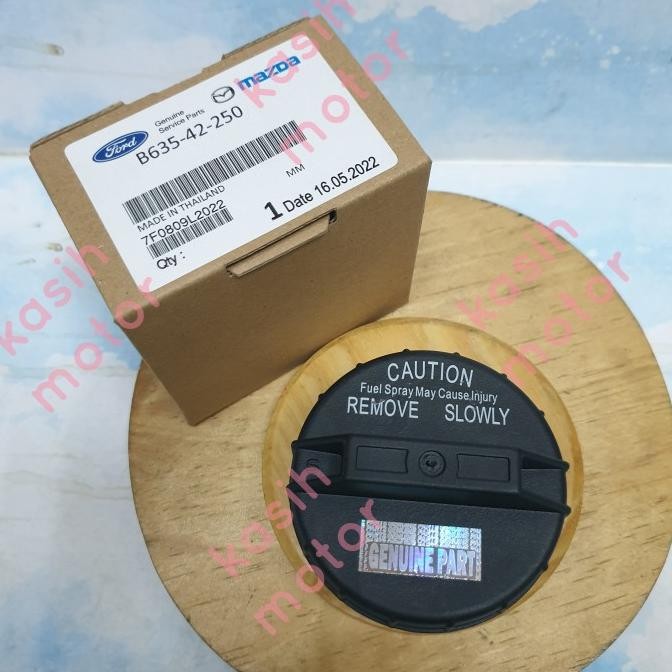 Ford
Genuine
Service Parts
mazda
B635-42-250
MADE IN THAILAND
MM
7F0809L2022
1 Date 16.05.2022
Qty :
CAUTION
Fuel Spray May Cause Injury
REMOVE SLOWLY
GENUINE PART
kasih
motor
kasih
motor
kasih
motor
kasih
motor